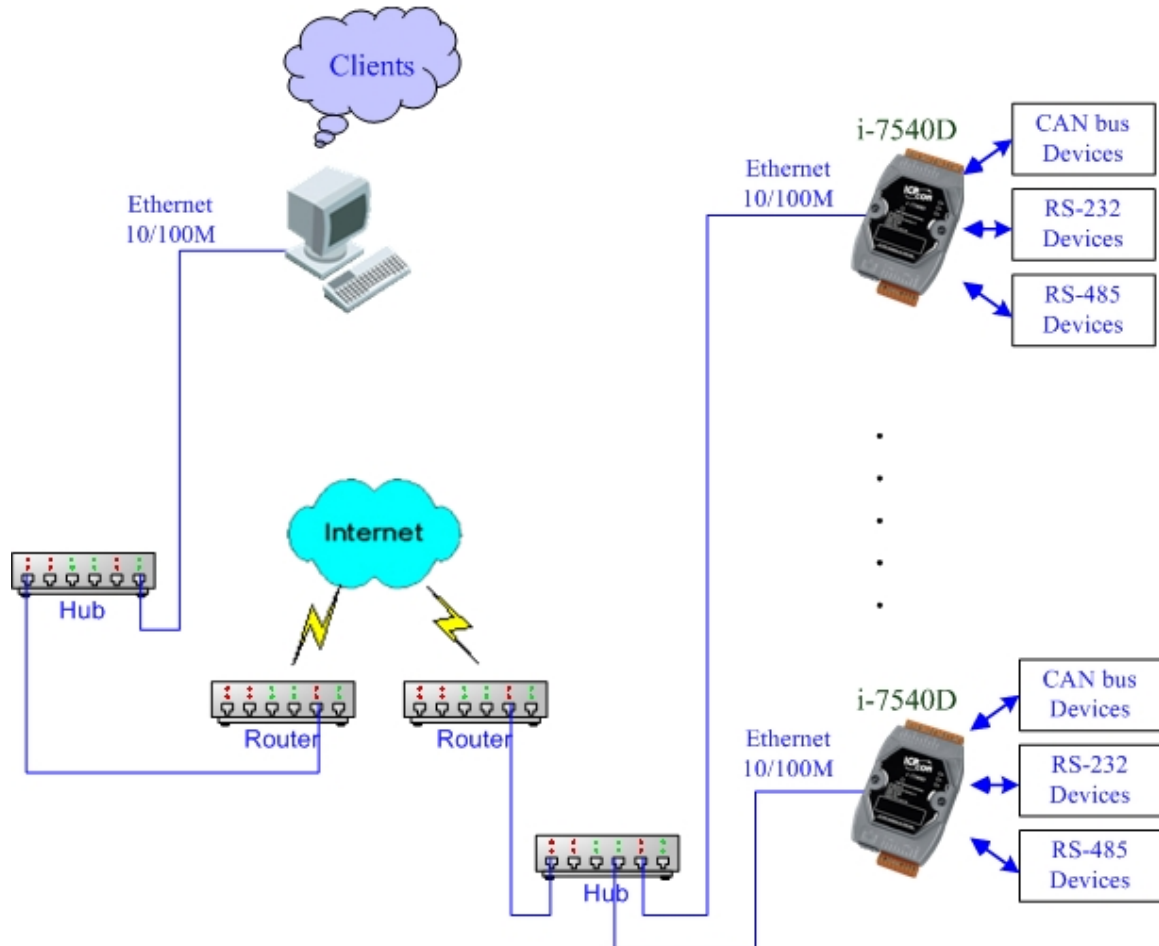 Clients
Ethernet
10/100M
i-7540D
CAN bus
Devices
Ethernet
10/100M
RS-232
Devices
RS-485
Devices
Internet
Hub
Router
Router
i-7540D
CAN bus
Devices
Ethernet
10/100M
RS-232
Devices
RS-485
Devices
Hub